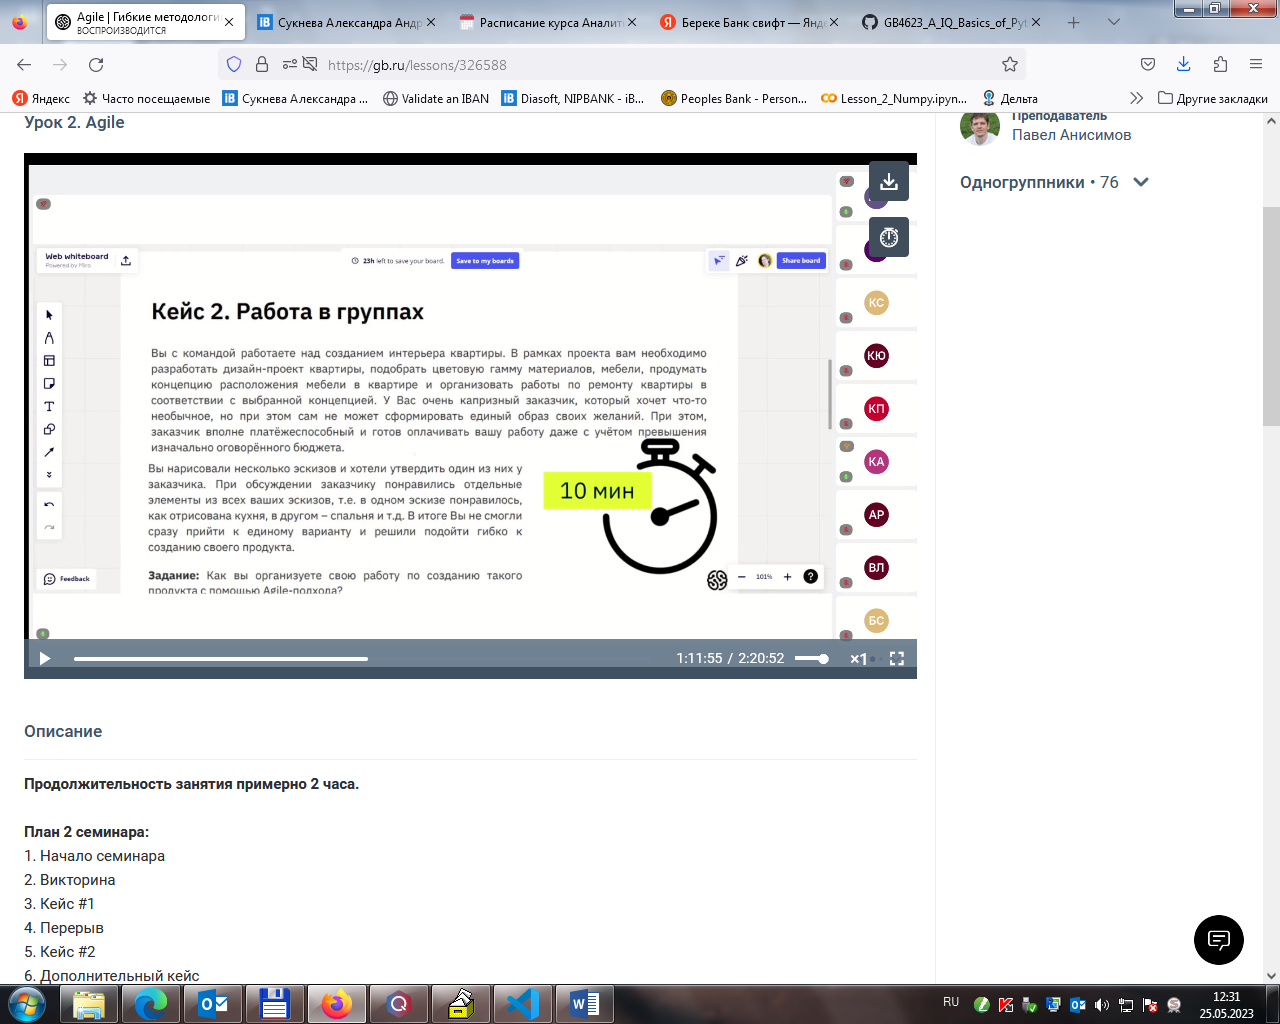 Agile | Гибкие методологи
ВОСПРОИЗВОДИТСЯ
Сукнева Александра Андр
Расписание курса Аналит
Береке Банк свифт — Янд
GB4623_A_IQ_Basics_of_Py
https://gb.ru/lessons/326588
Яндекс
Часто посещаемые
Сукнева Александра ...
Validate an IBAN
Diasoft, NIPBANK - iB...
Peoples Bank - Person...
Lesson_2_Numpy.ipyn...
Дельта
Другие закладки
Урок 2. Agile
Преподаватель
Павел Анисимов
Одногруппники • 76
Web whiteboard
Powered by Miro
23h left to save your board.
Save to my boards
Share board
Кейс 2. Работа в группах
Вы с командой работаете над созданием интерьера квартиры. В рамках проекта вам необходимо
разработать дизайн-проект квартиры, подобрать цветовую гамму материалов, мебели, продумать
концепцию расположения мебели в квартире и организовать работы по ремонту квартиры в
соответствии с выбранной концепцией. У Вас очень капризный заказчик, который хочет что-то
необычное, но при этом сам не может сформировать единый образ своих желаний. При этом,
заказчик вполне платёжеспособный и готов оплачивать вашу работу даже с учётом превышения
изначально оговорённого бюджета.
Вы нарисовали несколько эскизов и хотели утвердить один из них у
заказчика. При обсуждении заказчику понравились отдельные
элементы из всех ваших эскизов, т.е. в одном эскизе понравилось,
как отрисована кухня, в другом – спальня и т.д. В итоге Вы не смогли
сразу прийти к единому варианту и решили подойти гибко к
созданию своего продукта.
Задание: Как вы организуете свою работу по созданию такого
продукта с помощью Agile-подхода?
10 мин
Feedback
101%
КС
КЮ
КП
КА
АР
ВЛ
БС
1:11:55 / 2:20:52
×1
Описание
Продолжительность занятия примерно 2 часа.
План 2 семинара:
1. Начало семинара
2. Викторина
3. Кейс #1
4. Перерыв
5. Кейс #2
6. Дополнительный кейс
RU
12:31
25.05.2023